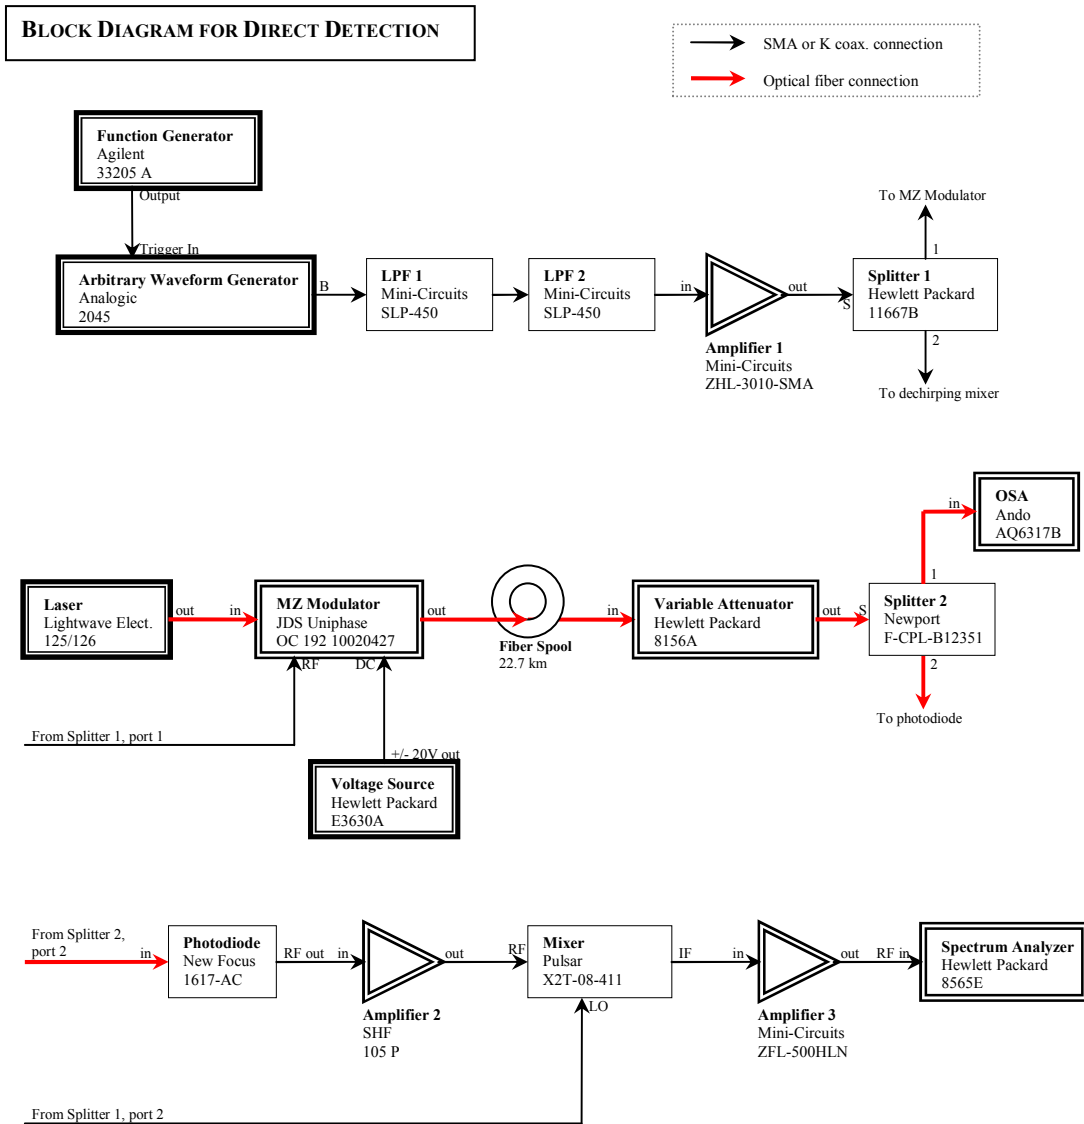 BLOCK DIAGRAM FOR DIRECT DETECTION
SMA or K coax. connection
Optical fiber connection
Function Generator
Agilent
33205 A
Output
Trigger In
Arbitrary Waveform Generator
Analogic
2045
B
LPF 1
Mini-Circuits
SLP-450
LPF 2
Mini-Circuits
SLP-450
in
out
Amplifier 1
Mini-Circuits
ZHL-3010-SMA
To MZ Modulator
1
S
Splitter 1
Hewlett Packard
11667B
2
To dechirping mixer
in
OSA
Ando
AQ6317B
Laser
Lightwave Elect.
125/126
out
in
MZ Modulator
JDS Uniphase
OC 192 10020427
out
RF
DC
Fiber Spool
22.7 km
in
Variable Attenuator
Hewlett Packard
8156A
out
S
1
Splitter 2
Newport
F-CPL-B12351
2
To photodiode
From Splitter 1, port 1
+/- 20V out
Voltage Source
Hewlett Packard
E3630A
From Splitter 2,
port 2
in
Photodiode
New Focus
1617-AC
RF out
in
out
Amplifier 2
SHF
105 P
RF
Mixer
Pulsar
X2T-08-411
IF
LO
in
out
Amplifier 3
Mini-Circuits
ZFL-500HLN
RF in
Spectrum Analyzer
Hewlett Packard
8565E
From Splitter 1, port 2